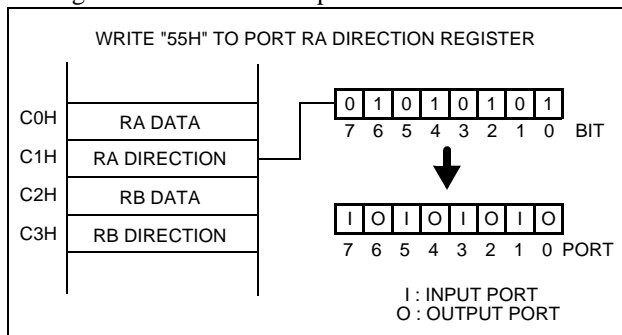 WRITE "55H" TO PORT RA DIRECTION REGISTER
C0H RA DATA
C1H RA DIRECTION
C2H RB DATA
C3H RB DIRECTION
0 1 0 1 0 1 0 1
7 6 5 4 3 2 1 0 BIT
I O I O I O I O
7 6 5 4 3 2 1 0 PORT
I : INPUT PORT
O : OUTPUT PORT